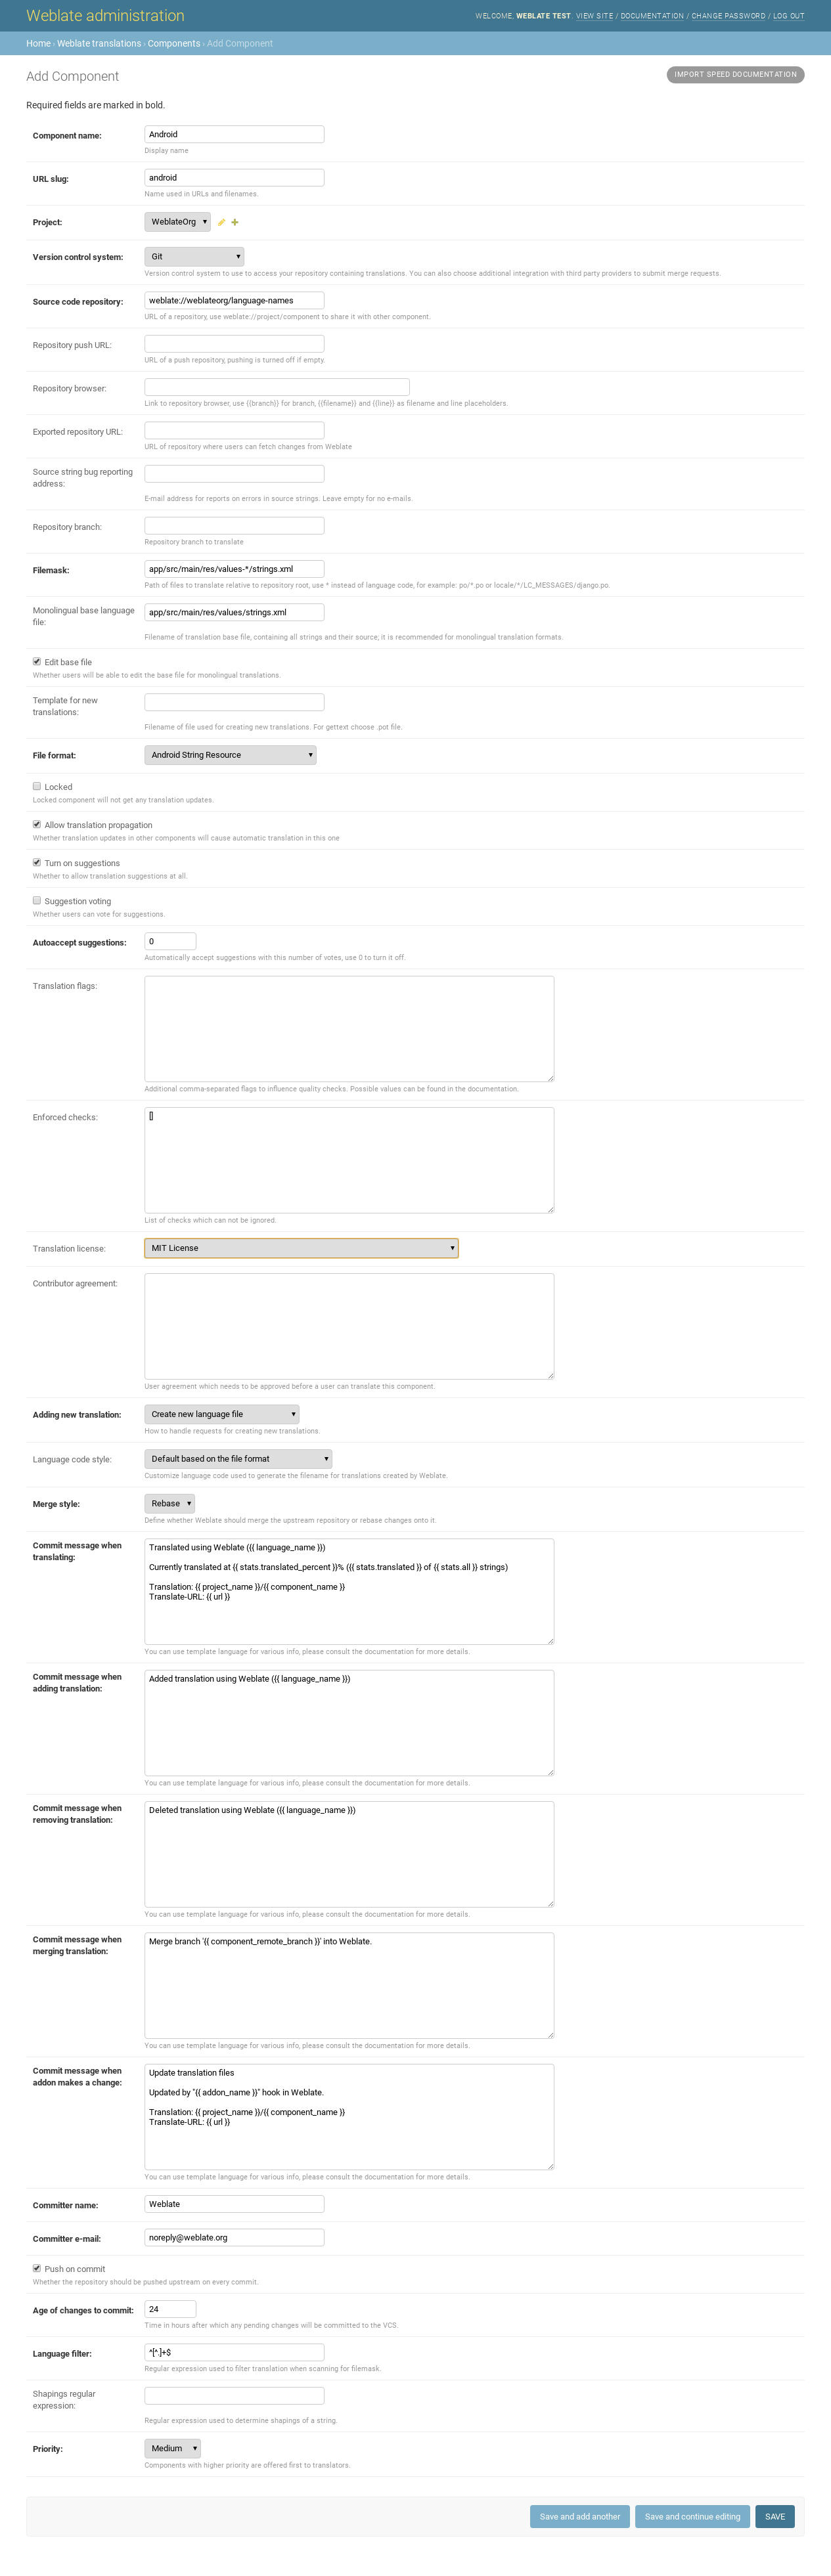 Weblate administration
WELCOME, WEBLATE TEST. VIEW SITE / DOCUMENTATION / CHANGE PASSWORD / LOG OUT
Home › Weblate translations › Components › Add Component
Add Component
IMPORT SPEED DOCUMENTATION
Required fields are marked in bold.
Component name: Android
Display name
URL slug: android
Name used in URLs and filenames.
Project: WeblateOrg
Version control system: Git
Version control system to use to access your repository containing translations. You can also choose additional integration with third party providers to submit merge requests.
Source code repository: weblate://weblateorg/language-names
URL of a repository, use weblate://project/component to share it with other component.
Repository push URL:
URL of a push repository, pushing is turned off if empty.
Repository browser:
Link to repository browser, use {{branch}} for branch, {{filename}} and {{line}} as filename and line placeholders.
Exported repository URL:
URL of repository where users can fetch changes from Weblate
Source string bug reporting
address:
E-mail address for reports on errors in source strings. Leave empty for no e-mails.
Repository branch:
Repository branch to translate
Filemask: app/src/main/res/values-*/strings.xml
Path of files to translate relative to repository root, use * instead of language code, for example: po/*.po or locale/*/LC_MESSAGES/django.po.
Monolingual base language
file:
app/src/main/res/values/strings.xml
Filename of translation base file, containing all strings and their source; it is recommended for monolingual translation formats.
Edit base file
Whether users will be able to edit the base file for monolingual translations.
Template for new
translations:
Filename of file used for creating new translations. For gettext choose .pot file.
File format: Android String Resource
Locked
Locked component will not get any translation updates.
Allow translation propagation
Whether translation updates in other components will cause automatic translation in this one
Turn on suggestions
Whether to allow translation suggestions at all.
Suggestion voting
Whether users can vote for suggestions.
Autoaccept suggestions: 0
Automatically accept suggestions with this number of votes, use 0 to turn it off.
Translation flags:
Additional comma-separated flags to influence quality checks. Possible values can be found in the documentation.
Enforced checks: []
List of checks which can not be ignored.
Translation license: MIT License
Contributor agreement:
User agreement which needs to be approved before a user can translate this component.
Adding new translation: Create new language file
How to handle requests for creating new translations.
Language code style: Default based on the file format
Customize language code used to generate the filename for translations created by Weblate.
Merge style: Rebase
Define whether Weblate should merge the upstream repository or rebase changes onto it.
Commit message when
translating:
Translated using Weblate ({{ language_name }})
Currently translated at {{ stats.translated_percent }}% ({{ stats.translated }} of {{ stats.all }} strings)
Translation: {{ project_name }}/{{ component_name }}
Translate-URL: {{ url }}
You can use template language for various info, please consult the documentation for more details.
Commit message when
adding translation:
Added translation using Weblate ({{ language_name }})
You can use template language for various info, please consult the documentation for more details.
Commit message when
removing translation:
Deleted translation using Weblate ({{ language_name }})
You can use template language for various info, please consult the documentation for more details.
Commit message when
merging translation:
Merge branch '{{ component_remote_branch }}' into Weblate.
You can use template language for various info, please consult the documentation for more details.
Commit message when
addon makes a change:
Update translation files
Updated by "{{ addon_name }}" hook in Weblate.
Translation: {{ project_name }}/{{ component_name }}
Translate-URL: {{ url }}
You can use template language for various info, please consult the documentation for more details.
Committer name: Weblate
Committer e-mail: noreply@weblate.org
Push on commit
Whether the repository should be pushed upstream on every commit.
Age of changes to commit: 24
Time in hours after which any pending changes will be committed to the VCS.
Language filter: ^[^.]+$
Regular expression used to filter translation when scanning for filemask.
Shapings regular
expression:
Regular expression used to determine shapings of a string.
Priority: Medium
Components with higher priority are offered first to translators.
Save and add another
Save and continue editing
SAVE